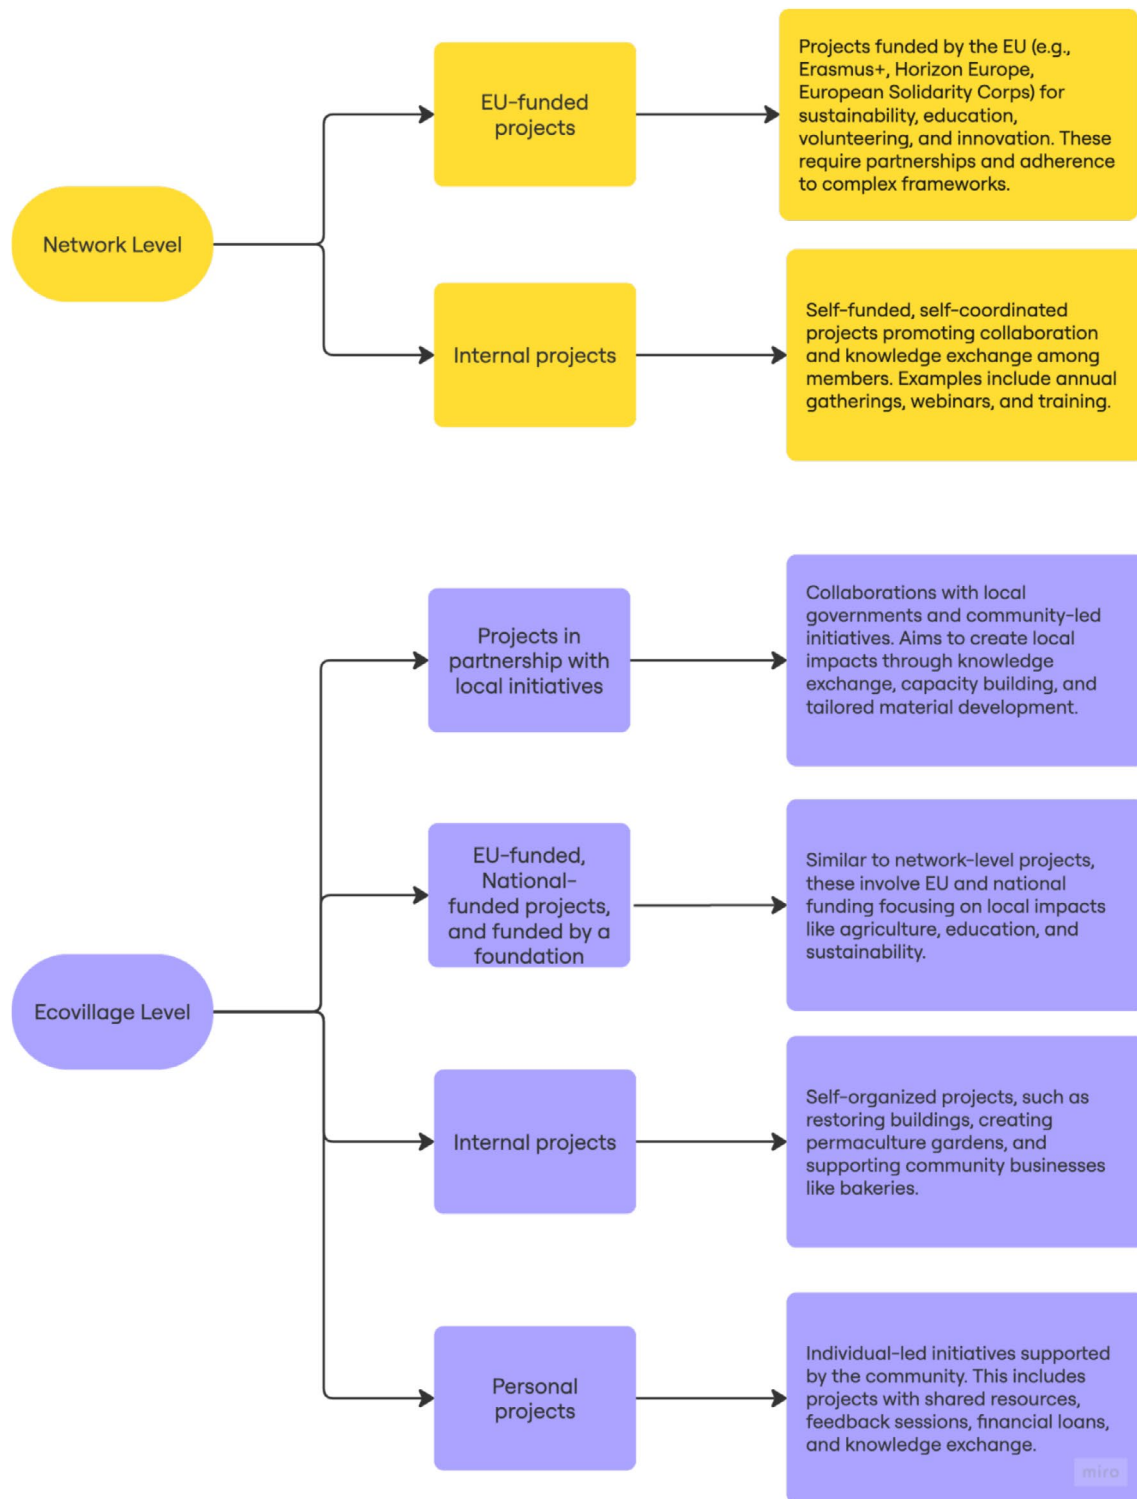 Network Level
EU-funded
projects
Projects funded by the EU (e.g.,
Erasmus+, Horizon Europe,
European Solidarity Corps) for
sustainability, education,
volunteering, and innovation. These
require partnerships and adherence
to complex frameworks.
Internal projects
Self-funded, self-coordinated
projects promoting collaboration
and knowledge exchange among
members. Examples include annual
gatherings, webinars, and training.
Ecovillage Level
Projects in
partnership with
local initiatives
Collaborations with local
governments and community-led
initiatives. Aims to create local
impacts through knowledge
exchange, capacity building, and
tailored material development.
EU-funded,
National-
funded projects,
and funded by a
foundation
Similar to network-level projects,
these involve EU and national
funding focusing on local impacts
like agriculture, education, and
sustainability.
Internal projects
Self-organized projects, such as
restoring buildings, creating
permaculture gardens, and
supporting community businesses
like bakeries.
Personal
projects
Individual-led initiatives supported
by the community. This includes
projects with shared resources,
feedback sessions, financial loans,
and knowledge exchange.
miro